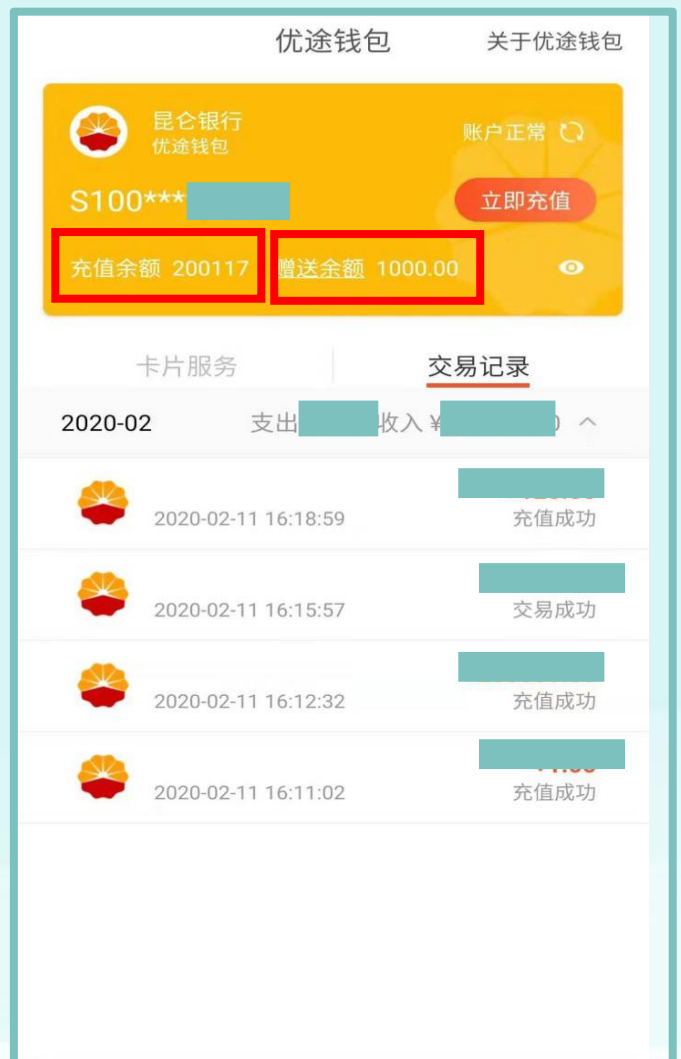 优途钱包 关于优途钱包
昆仑银行
优途钱包
账户正常
S100***
立即充值
充值余额 200117 赠送余额 1000.00
卡片服务 交易记录
2020-02 支出 收入 ¥
2020-02-11 16:18:59 充值成功
2020-02-11 16:15:57 交易成功
2020-02-11 16:12:32 充值成功
2020-02-11 16:11:02 充值成功